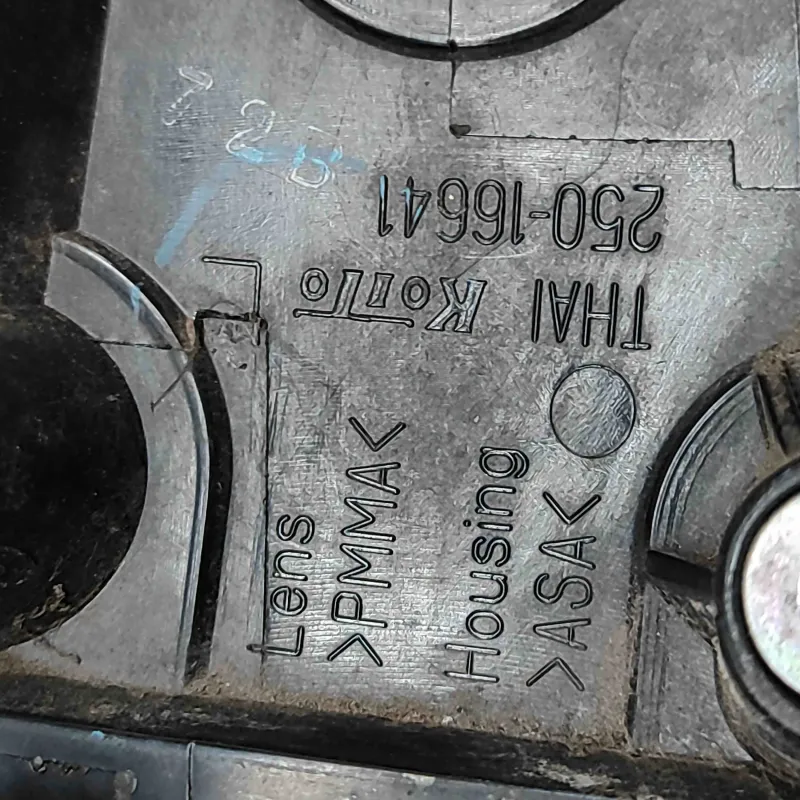 250-16641
THAI KOITO
Lens
>PMMA<
Housing
>ASA<